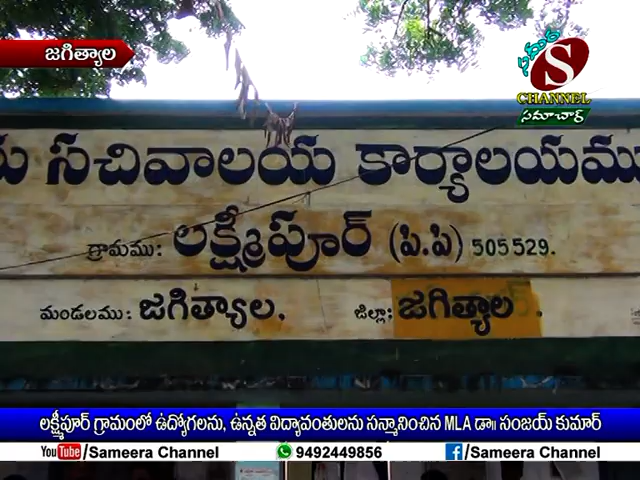 జగిత్యాల
సమీర
S
CHANNEL
సమాచార్
సచివాలయ కార్యాలయము
గ్రామము: లక్ష్మీపూర్ (పి.పి) 505529.
మండలము: జగిత్యాల. జిల్లా: జగిత్యాల .
లక్ష్మీపూర్ గ్రామంలో ఉద్యోగులను, ఉన్నత విద్యావంతులను సన్మానించిన MLA డా॥ సంజయ్ కుమార్
YouTube /Sameera Channel 9492449856 f /Sameera Channel